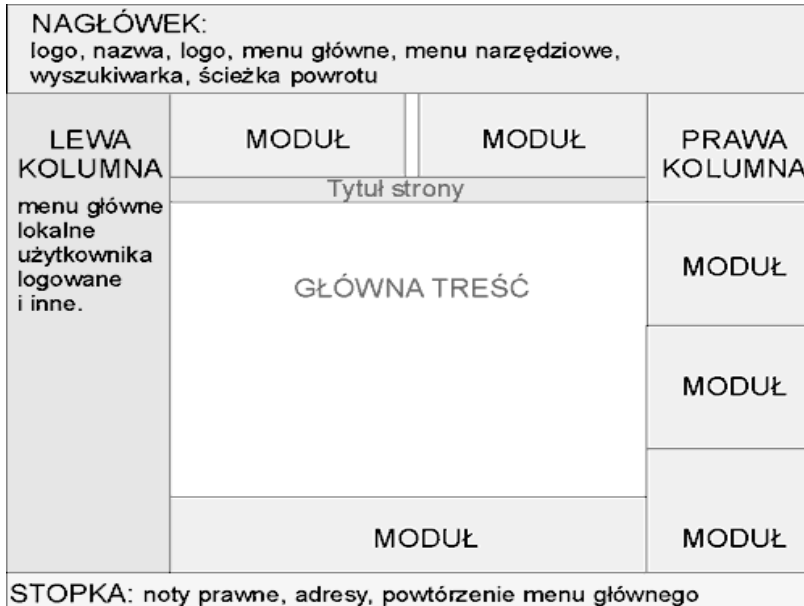 NAGŁÓWEK:
logo, nazwa, logo, menu główne, menu narzędziowe,
wyszukiwarka, ścieżka powrotu
LEWA
KOLUMNA
menu główne
lokalne
użytkownika
logowane
i inne.
MODUŁ
MODUŁ
Tytuł strony
GŁÓWNA TREŚĆ
MODUŁ
PRAWA
KOLUMNA
MODUŁ
MODUŁ
MODUŁ
STOPKA: noty prawne, adresy, powtórzenie menu głównego